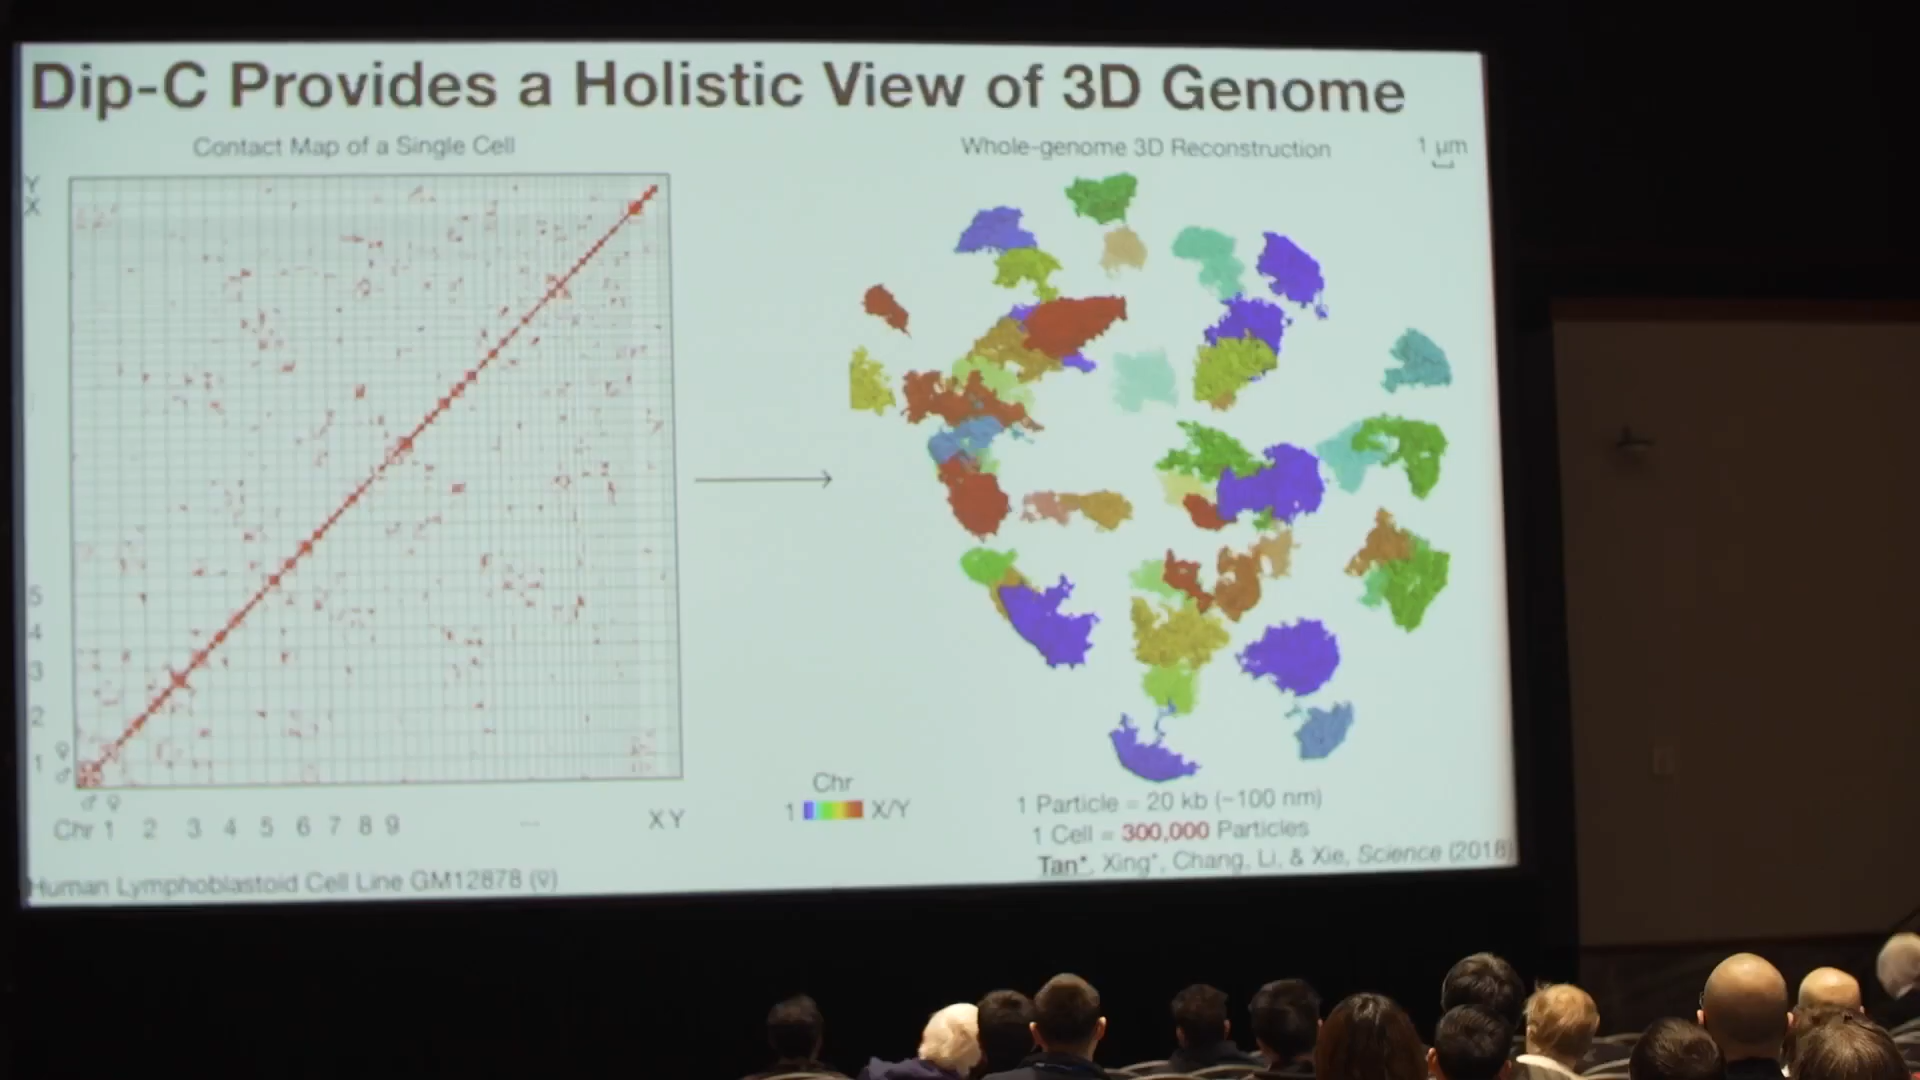 Dip-C Provides a Holistic View of 3D Genome
Contact Map of a Single Cell
Whole-genome 3D Reconstruction
1 µm
Y
X
5
4
3
2
1
♀
♂
♂ ♀
Chr 1 2 3 4 5 6 7 8 9 ... X Y
Human Lymphoblastoid Cell Line GM12878 (♀)
Chr
1 X/Y
1 Particle = 20 kb (~100 nm)
1 Cell = 300,000 Particles
Tan*, Xing*, Chang, Li, & Xie, Science (2018)